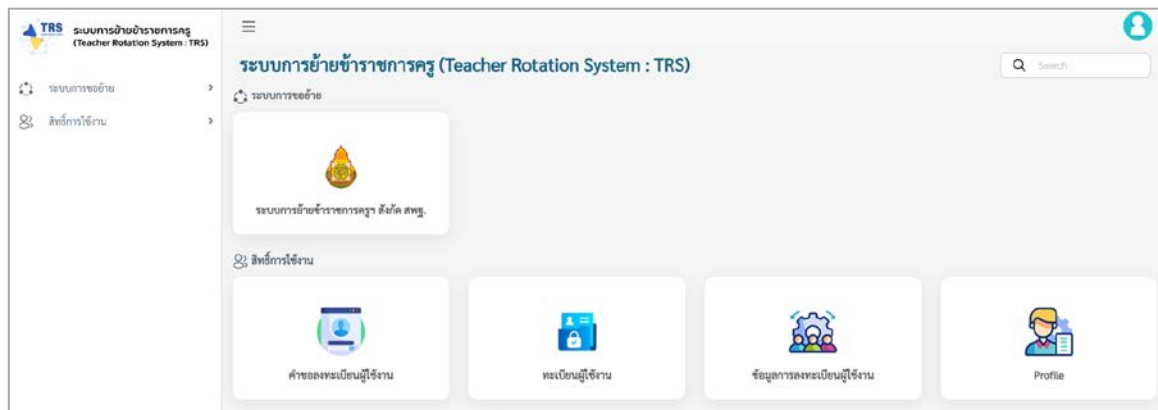 TRS ระบบการย้ายข้าราชการครู
(Teacher Rotation System : TRS)
ระบบการขอย้าย
สิทธิ์การใช้งาน
ระบบการย้ายข้าราชการครู (Teacher Rotation System : TRS)
Search
ระบบการขอย้าย
ระบบการย้ายข้าราชการครูฯ สังกัด สพฐ.
สิทธิ์การใช้งาน
คำขอลงทะเบียนผู้ใช้งาน
ทะเบียนผู้ใช้งาน
ข้อมูลการลงทะเบียนผู้ใช้งาน
Profile